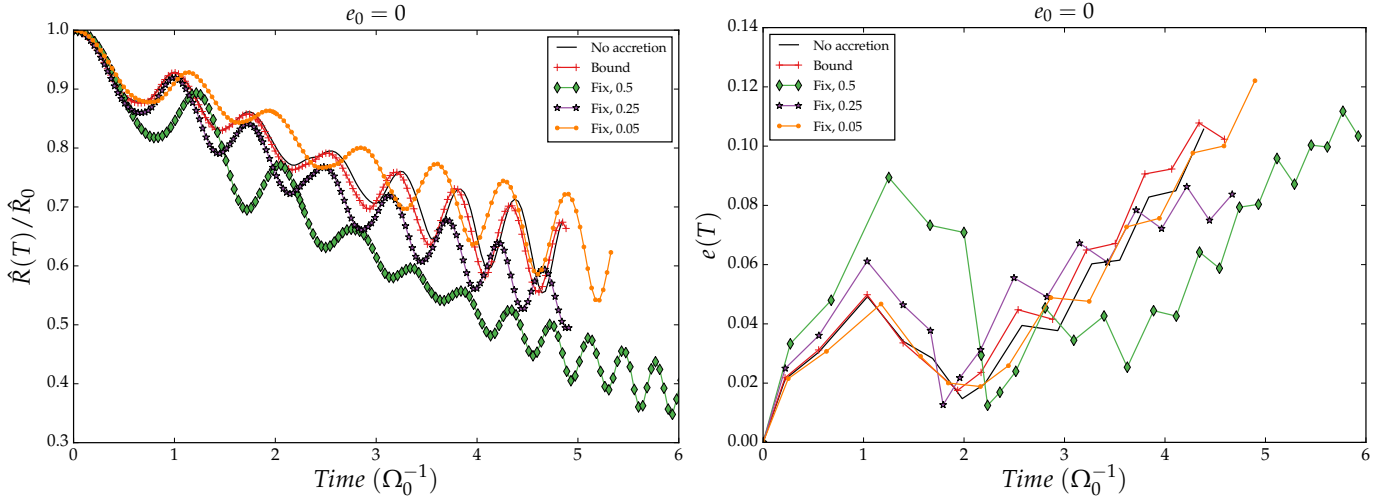 e₀ = 0
1.0
0.9
0.8
0.7
0.6
0.5
0.4
0.3
R̂(T)/R̂₀
No accretion
Bound
Fix, 0.5
Fix, 0.25
Fix, 0.05
0 1 2 3 4 5 6
Time (Ω₀⁻¹)
e₀ = 0
0.14
0.12
0.10
0.08
0.06
0.04
0.02
0.00
e(T)
No accretion
Bound
Fix, 0.5
Fix, 0.25
Fix, 0.05
0 1 2 3 4 5 6
Time (Ω₀⁻¹)